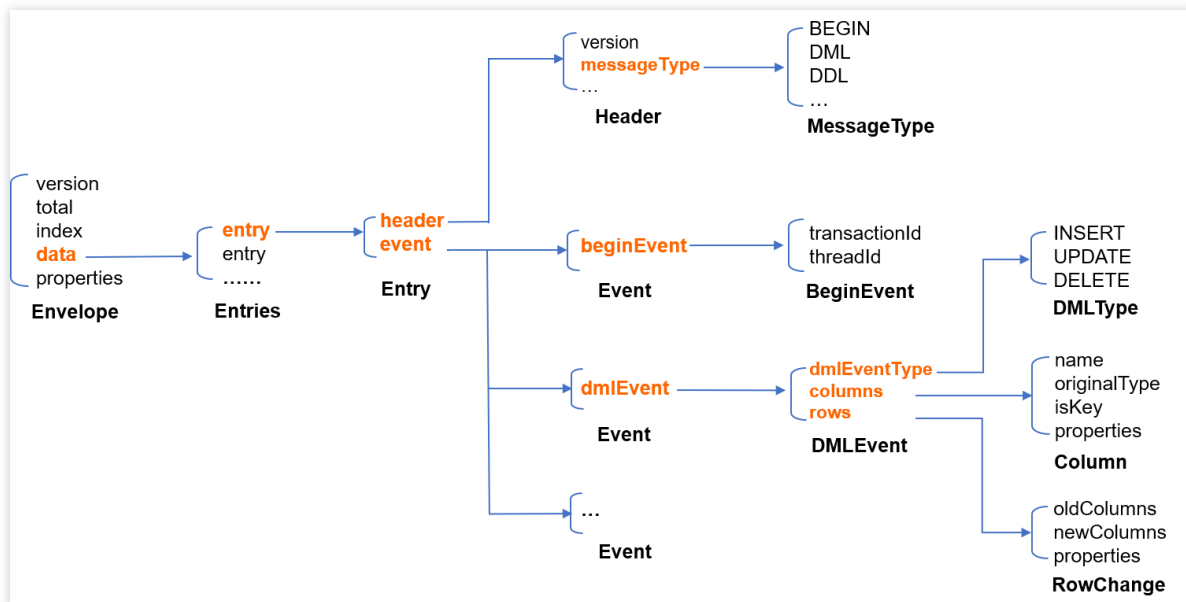 version
total
index
data
properties
Envelope
entry
entry
......
Entries
header
event
Entry
version
messageType
...
Header
BEGIN
DML
DDL
...
MessageType
beginEvent
Event
transactionId
threadId
BeginEvent
dmlEvent
Event
dmlEventType
columns
rows
DMLEvent
INSERT
UPDATE
DELETE
DMLType
name
originalType
isKey
properties
Column
oldColumns
newColumns
properties
RowChange
...
Event